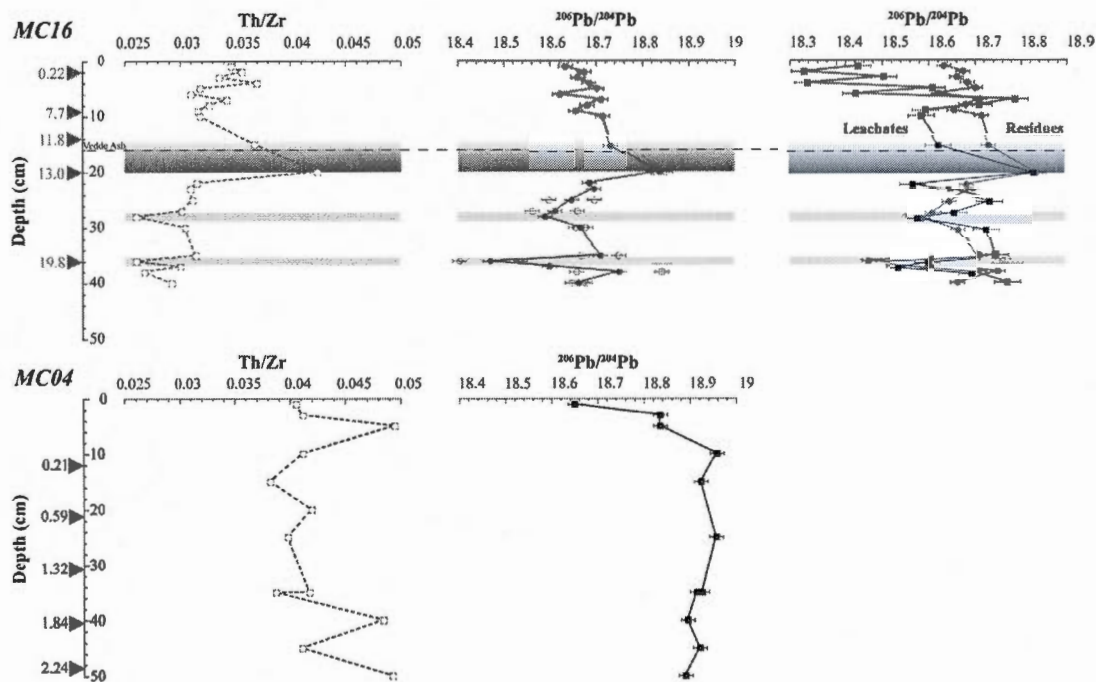 MC16
Th/Zr
0.025 0.03 0.035 0.04 0.045 0.05
²⁰⁶Pb/²⁰⁴Pb
18.4 18.5 18.6 18.7 18.8 18.9 19
²⁰⁶Pb/²⁰⁴Pb
18.3 18.4 18.5 18.6 18.7 18.8 18.9
Depth (cm)
0.22
7.7
11.8
13.0
19.8
0
10
20
30
40
50
Vedde Ash
Leachates
Residues
MC04
Th/Zr
0.025 0.03 0.035 0.04 0.045 0.05
²⁰⁶Pb/²⁰⁴Pb
18.4 18.5 18.6 18.7 18.8 18.9 19
Depth (cm)
0.21
0.59
1.32
1.84
2.24
0
10
20
30
40
50